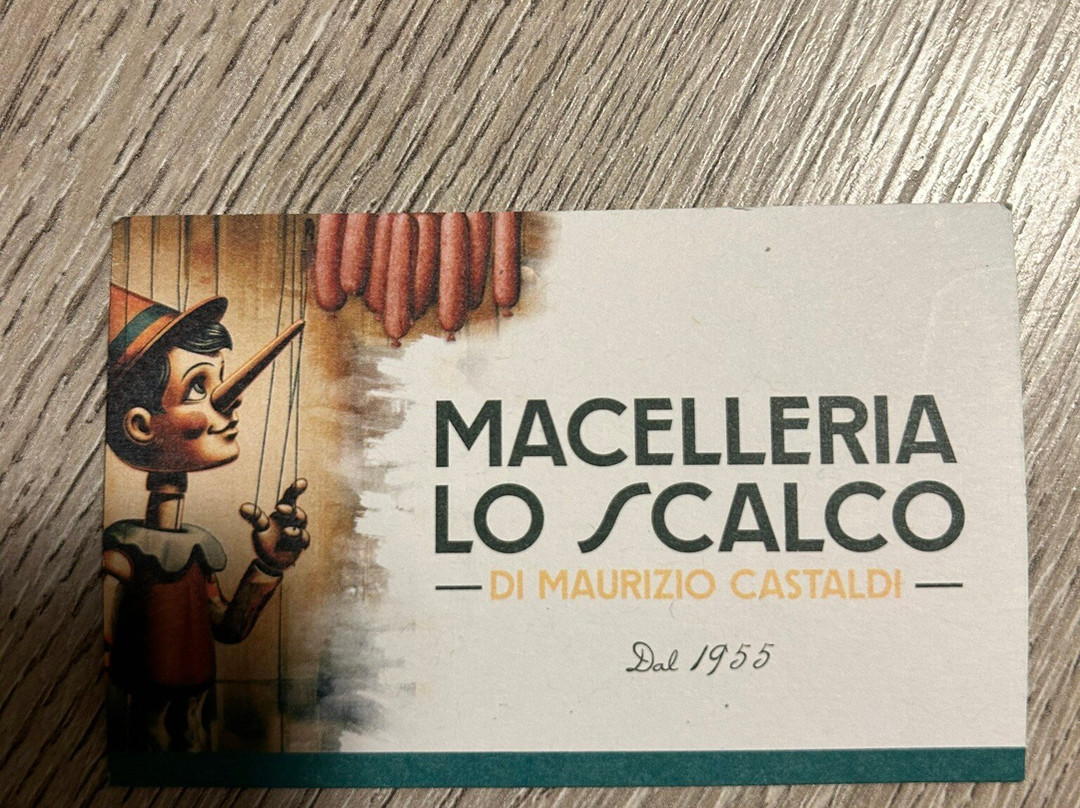 MACELLERIA
LO SCALCO
DI MAURIZIO CASTALDI
Dal 1955